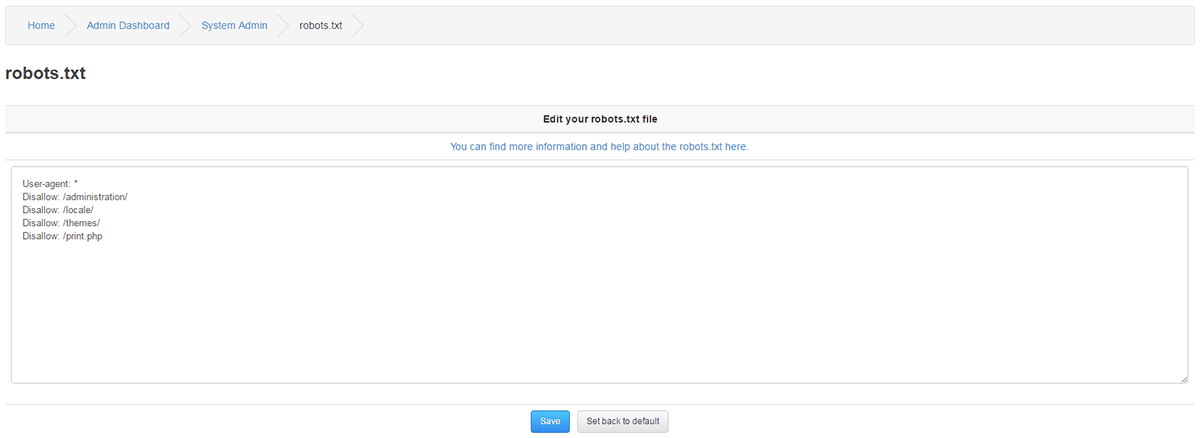 Home Admin Dashboard System Admin robots.txt
robots.txt
Edit your robots.txt file
You can find more information and help about the robots.txt here.
User-agent: *
Disallow: /administration/
Disallow: /locale/
Disallow: /themes/
Disallow: /print.php
Save Set back to default